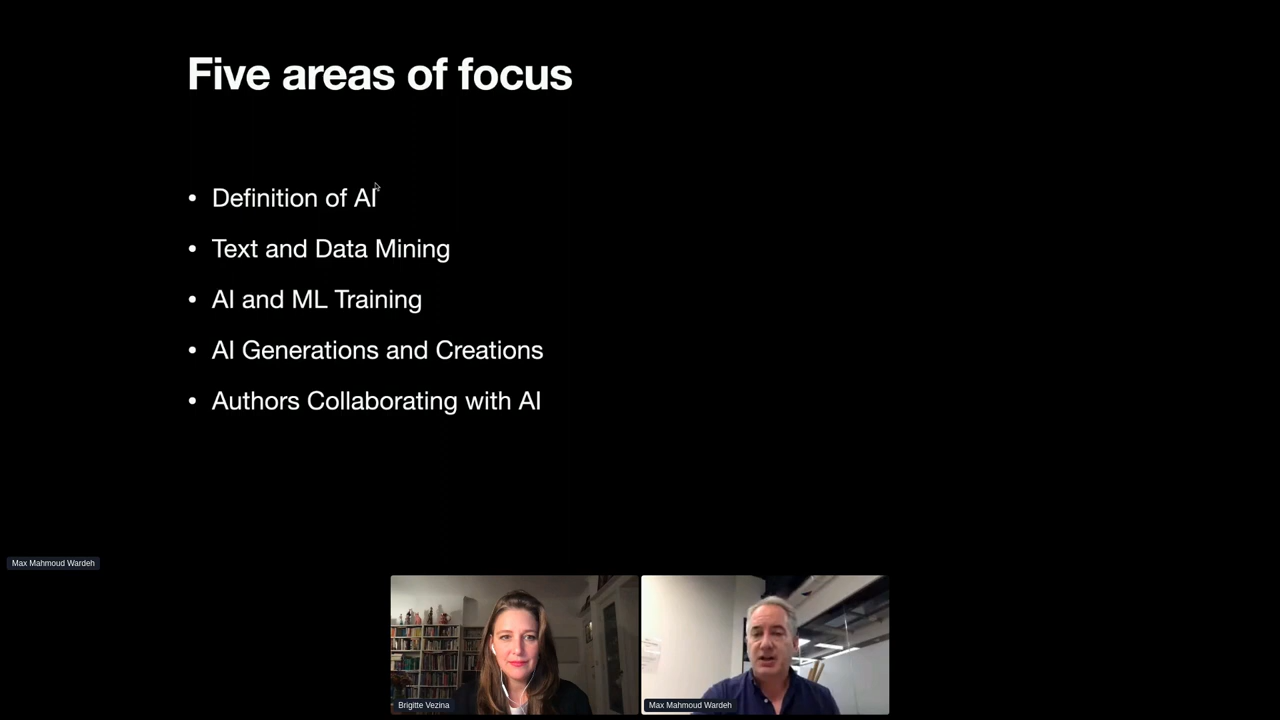 Five areas of focus
• Definition of AI
• Text and Data Mining
• AI and ML Training
• AI Generations and Creations
• Authors Collaborating with AI
Max Mahmoud Wardeh
Brigitte Vezina
Max Mahmoud Wardeh